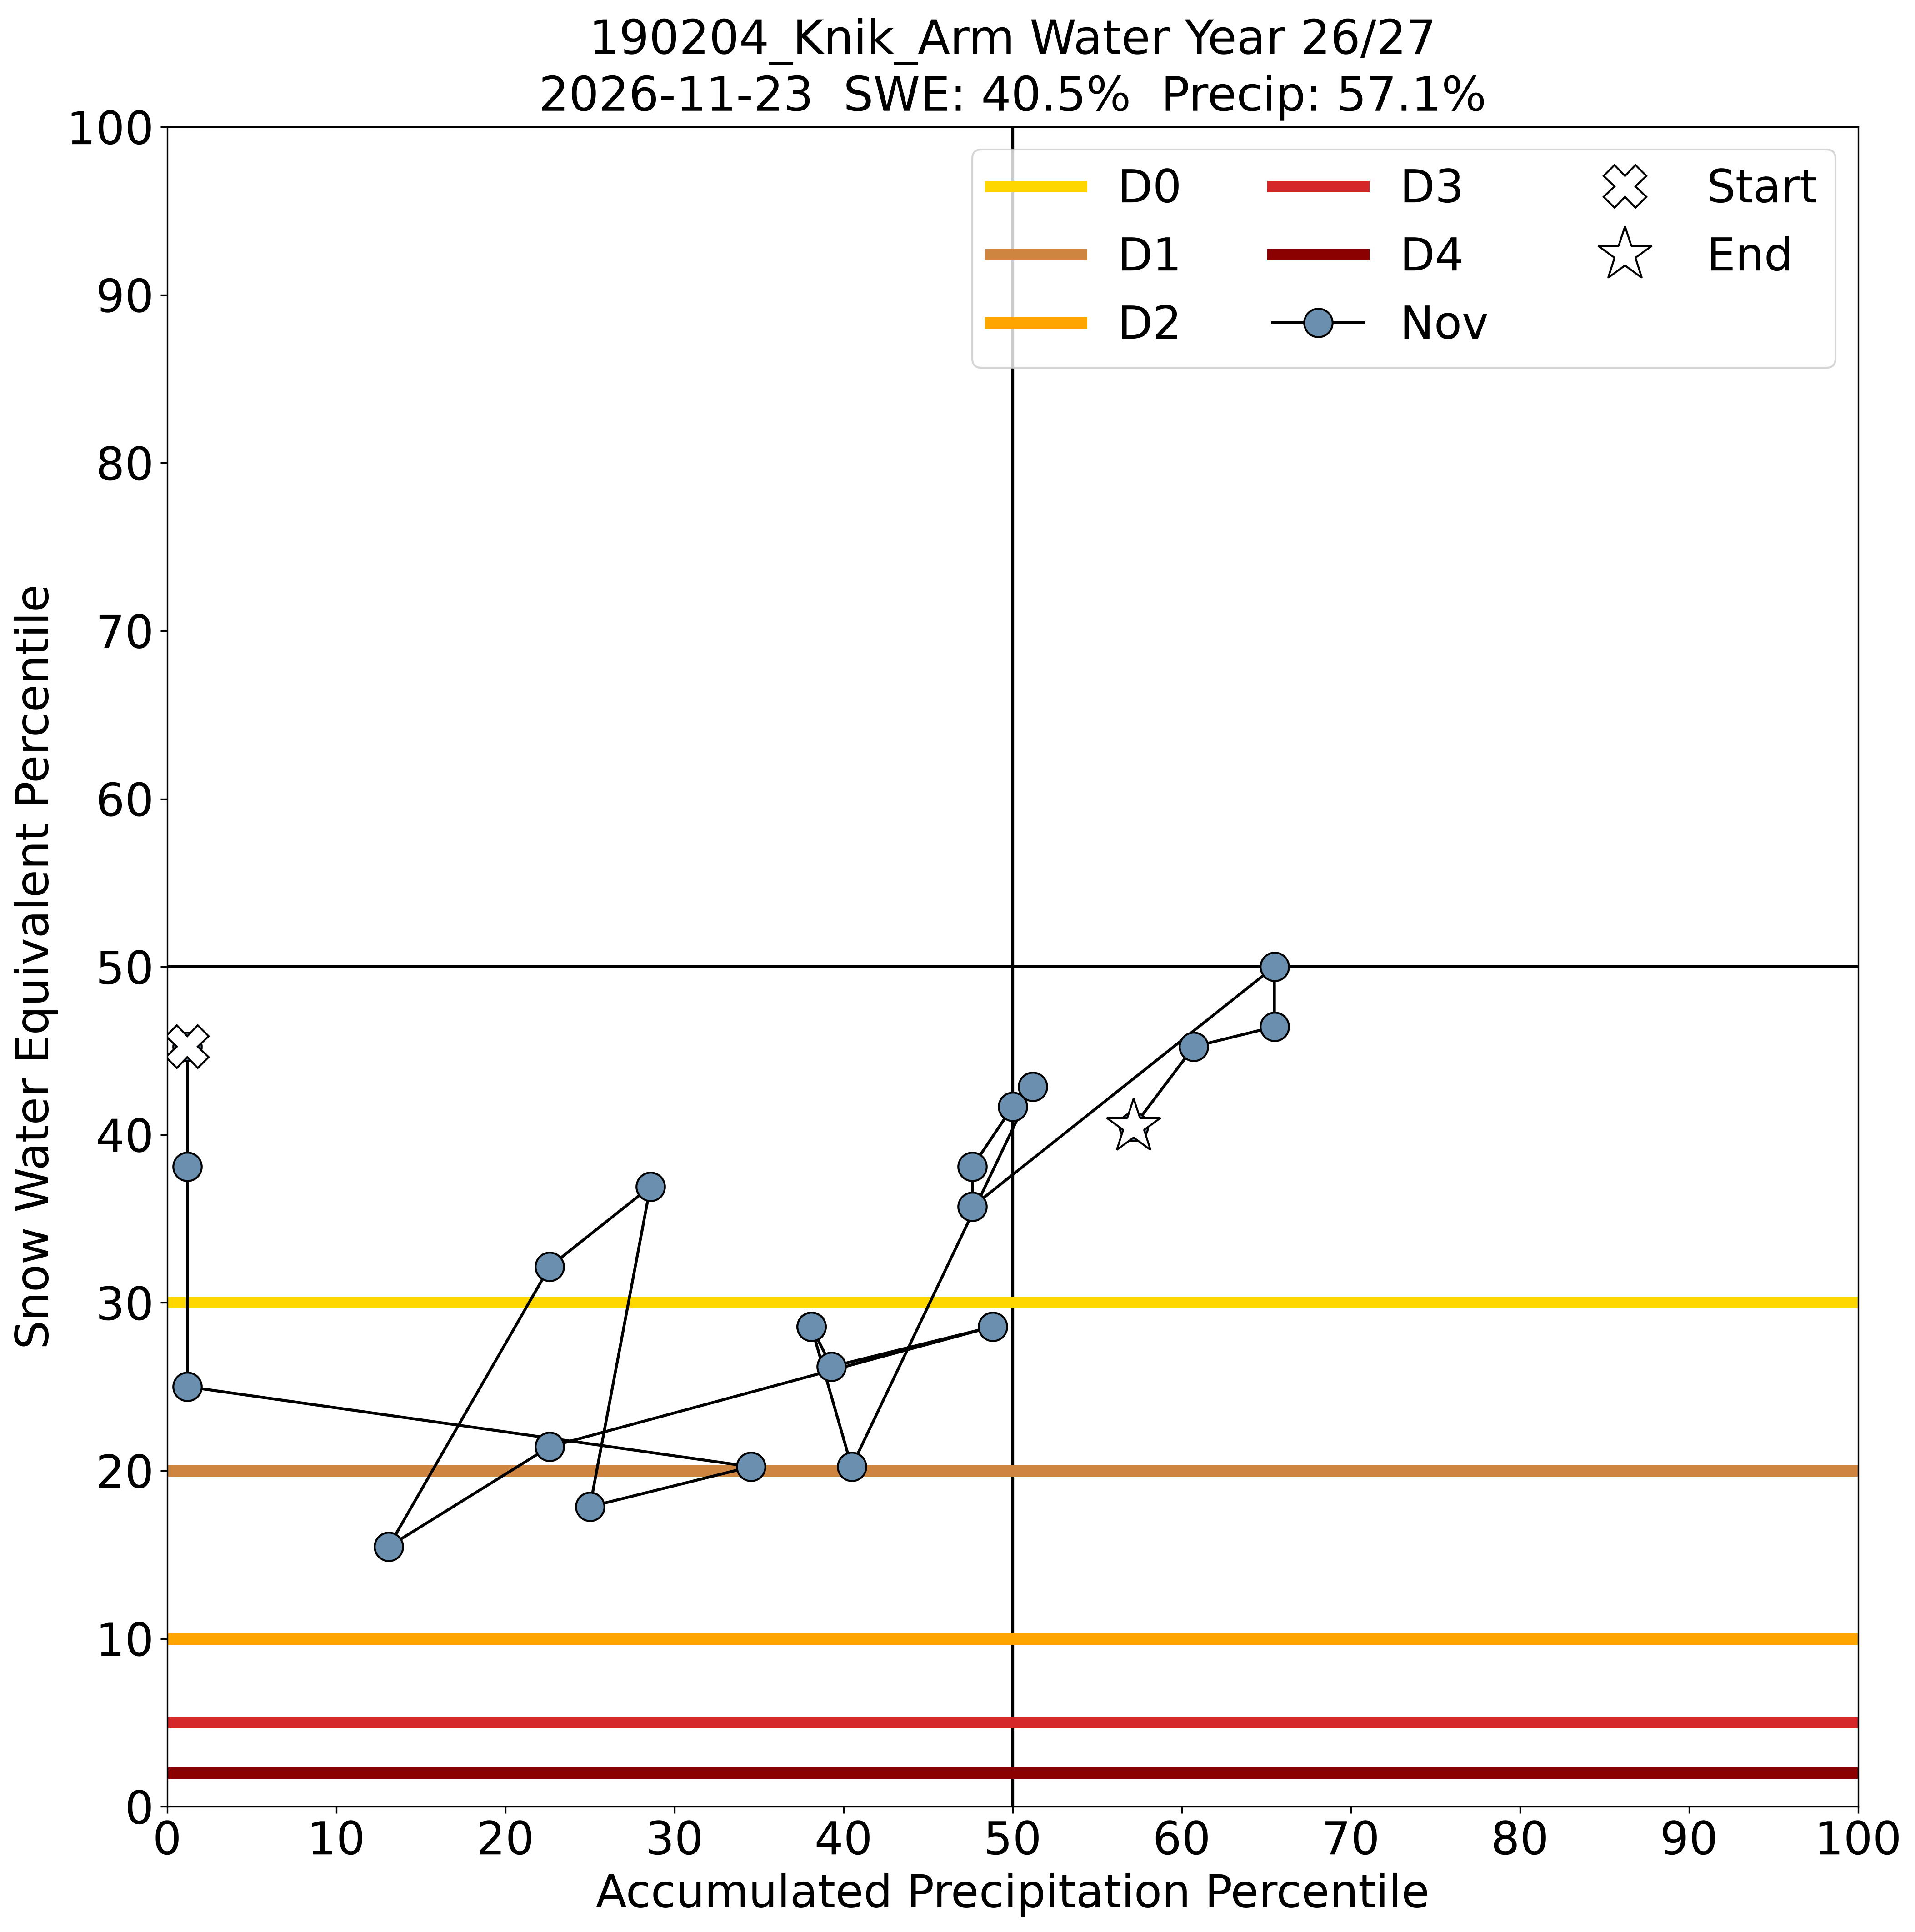 190204_Knik_Arm Water Year 26/27
2026-11-23 SWE: 40.5% Precip: 57.1%
100
90
80
70
60
50
40
30
20
10
0
Snow Water Equivalent Percentile
D0
D1
D2
D3
D4
Nov
Start
End
0 10 20 30 40 50 60 70 80 90 100
Accumulated Precipitation Percentile